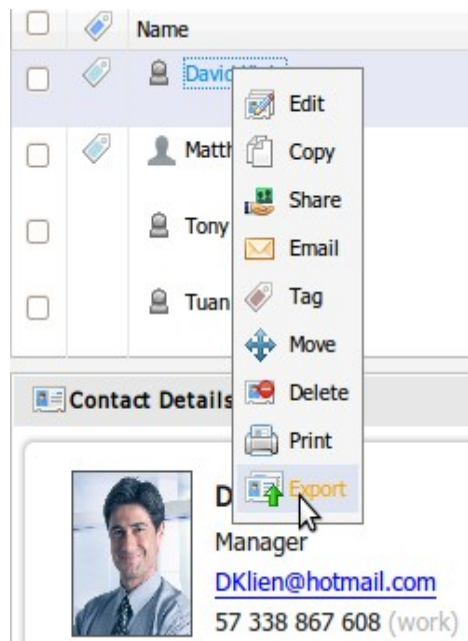 Name
David
Edit
Matth
Copy
Share
Tony
Email
Tuan
Tag
Move
Contact Details
Delete
Print
D
Export
Manager
DKlien@hotmail.com
57 338 867 608 (work)